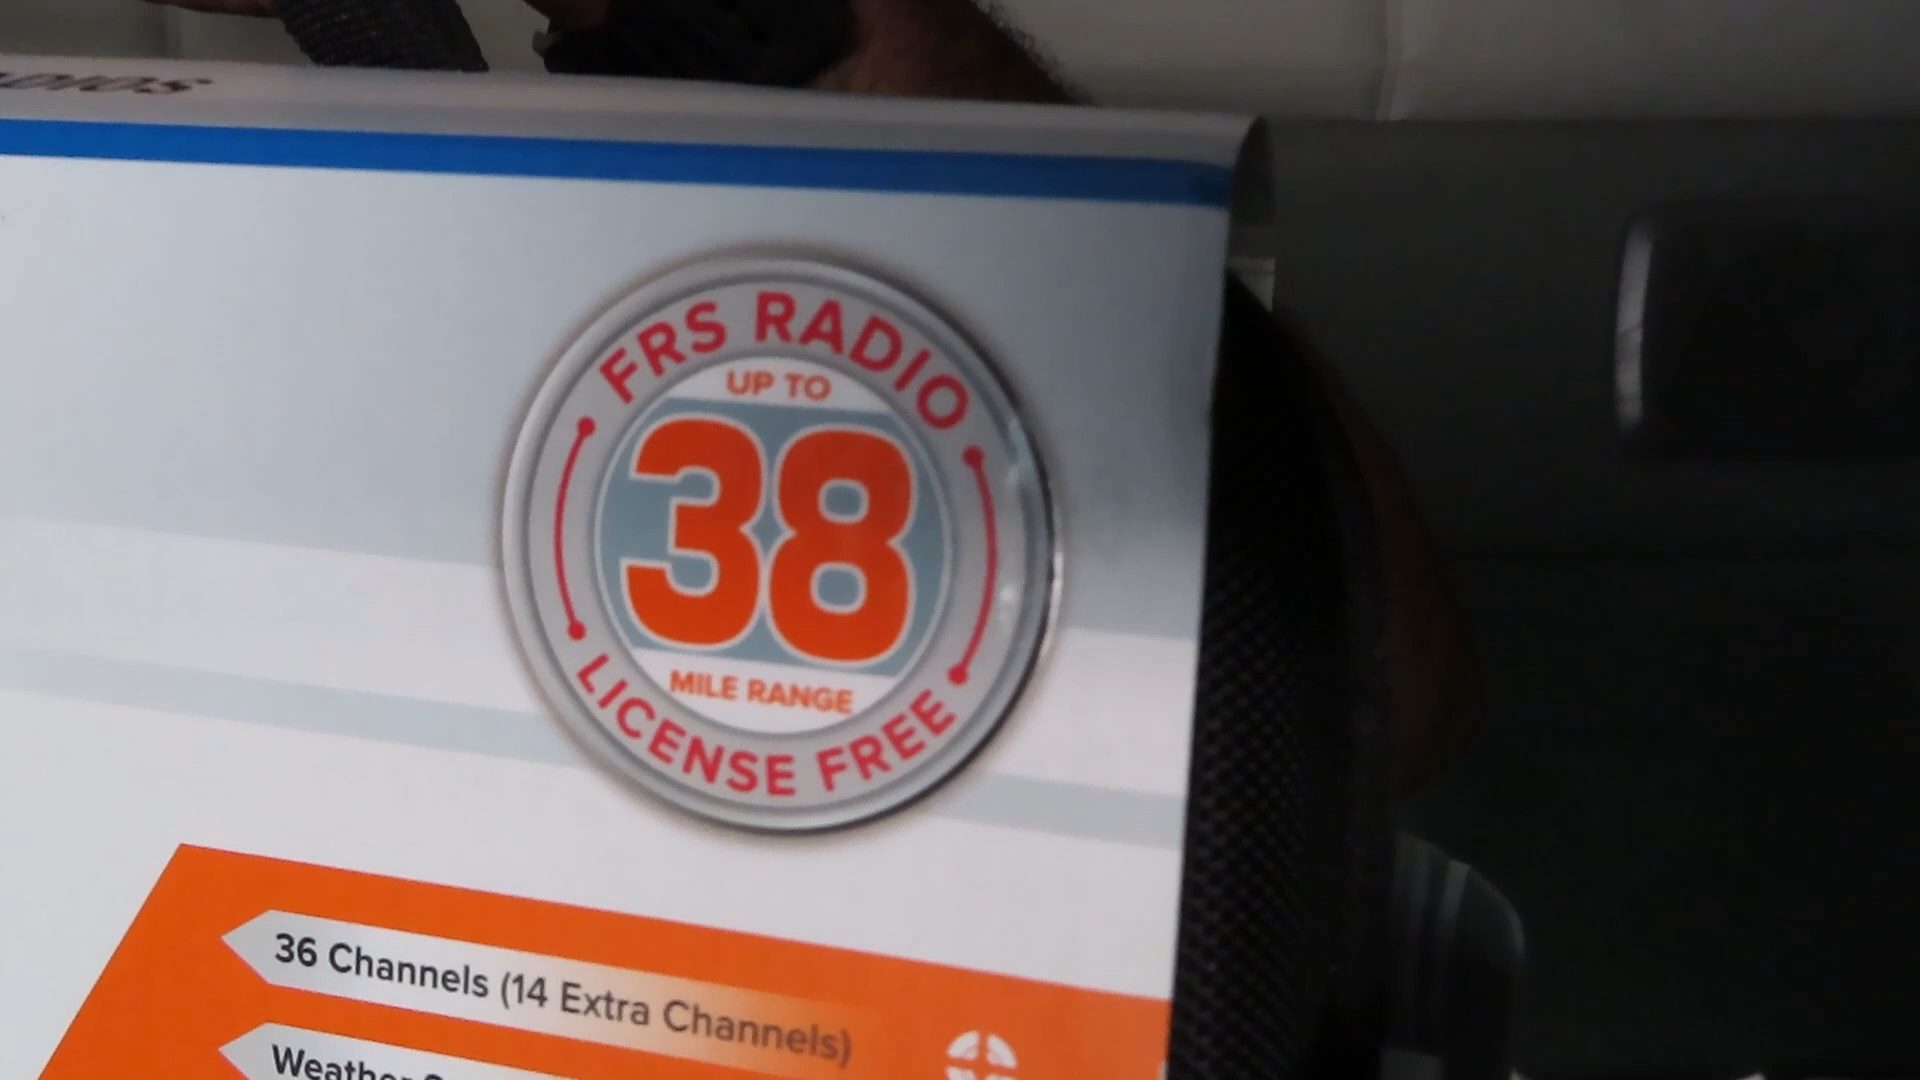 FRS RADIO
UP TO
38
MILE RANGE
LICENSE FREE
36 Channels (14 Extra Channels)